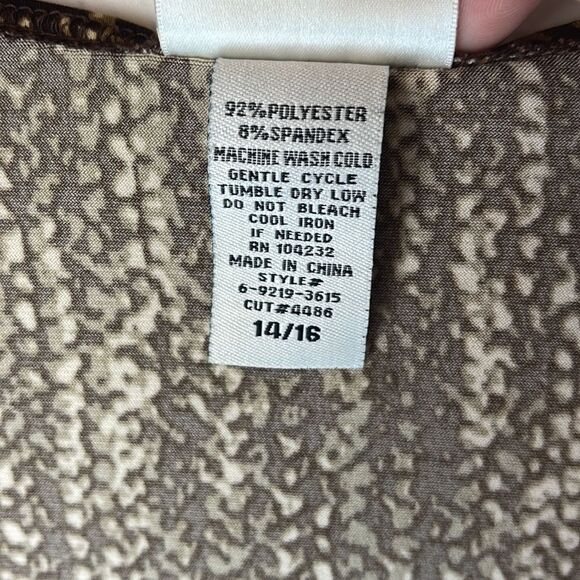 92%POLYESTER
8%SPANDEX
MACHINE WASH COLD
GENTLE CYCLE
TUMBLE DRY LOW
DO NOT BLEACH
COOL IRON
IF NEEDED
RN 104232
MADE IN CHINA
STYLE#
6-9219-3615
CUT#4486
14/16